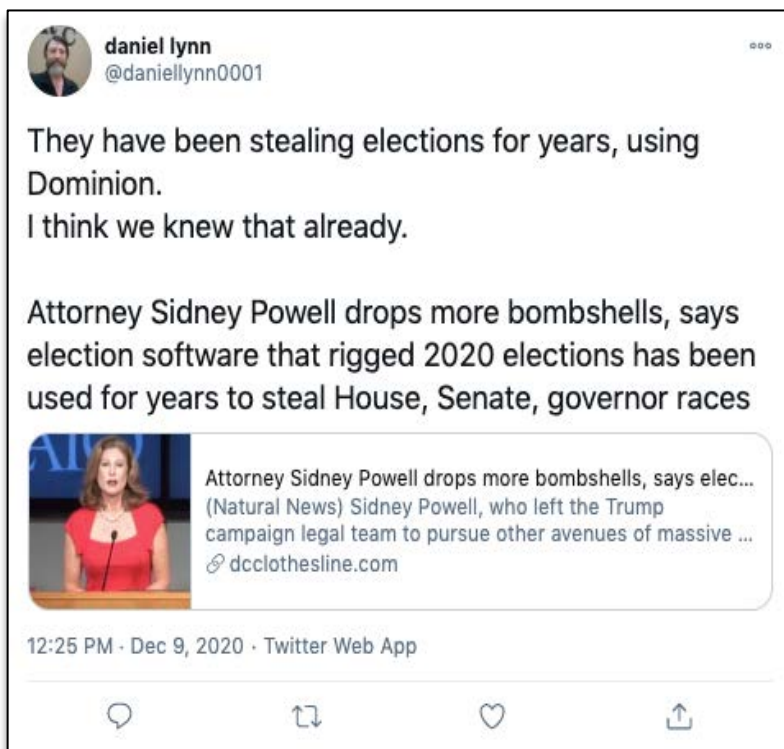 daniel lynn
@daniellynn0001
They have been stealing elections for years, using
Dominion.
I think we knew that already.
Attorney Sidney Powell drops more bombshells, says
election software that rigged 2020 elections has been
used for years to steal House, Senate, governor races
Attorney Sidney Powell drops more bombshells, says elec...
(Natural News) Sidney Powell, who left the Trump
campaign legal team to pursue other avenues of massive ...
dcclothesline.com
12:25 PM · Dec 9, 2020 · Twitter Web App